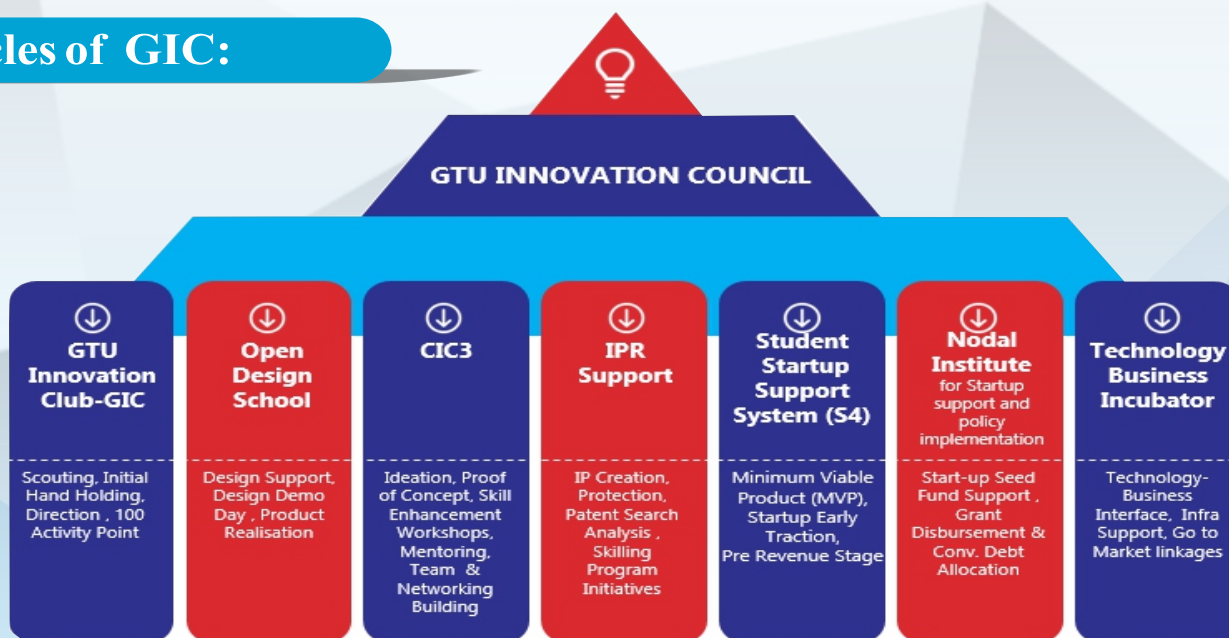 cles of GIC:
GTU INNOVATION COUNCIL
GTU
Innovation
Club-GIC
Scouting, Initial
Hand Holding,
Direction , 100
Activity Point
Open
Design
School
Design Support,
Design Demo
Day , Product
Realisation
CIC3
Ideation, Proof
of Concept, Skill
Enhancement
Workshops,
Mentoring,
Team &
Networking
Building
IPR
Support
IP Creation,
Protection,
Patent Search
Analysis ,
Skilling
Program
Initiatives
Student
Startup
Support
System (S4)
Minimum Viable
Product (MVP),
Startup Early
Traction,
Pre Revenue Stage
Nodal
Institute
for Startup
support and
policy
implementation
Start-up Seed
Fund Support ,
Grant
Disbursement &
Conv. Debt
Allocation
Technology
Business
Incubator
Technology-
Business
Interface, Infra
Support, Go to
Market linkages